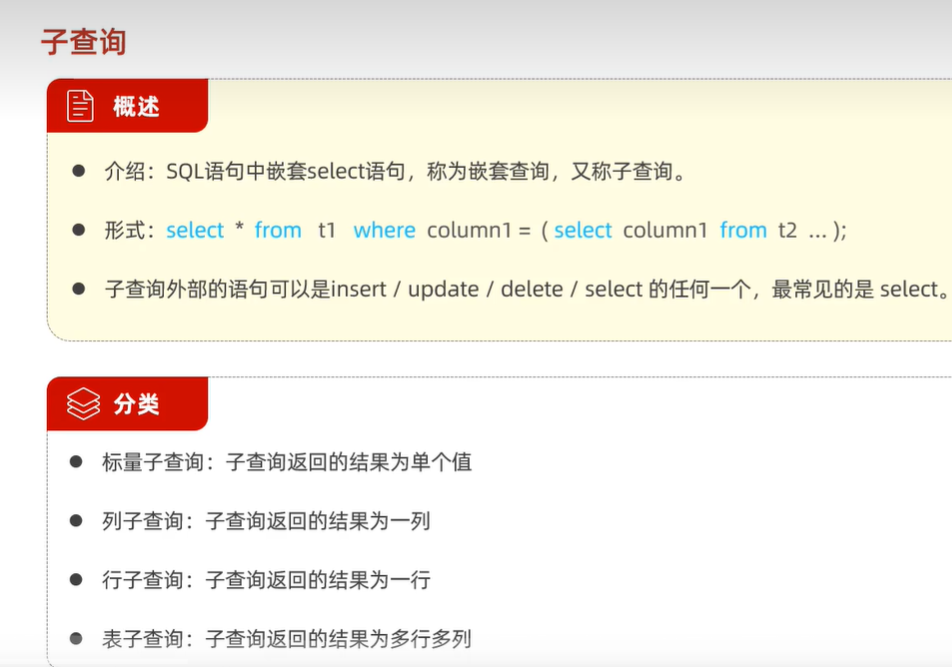 子查询
概述
介绍：SQL语句中嵌套select语句，称为嵌套查询，又称子查询。
形式：select * from t1 where column1 = ( select column1 from t2 ... );
子查询外部的语句可以是insert / update / delete / select 的任何一个，最常见的是 select。
分类
标量子查询：子查询返回的结果为单个值
列子查询：子查询返回的结果为一列
行子查询：子查询返回的结果为一行
表子查询：子查询返回的结果为多行多列